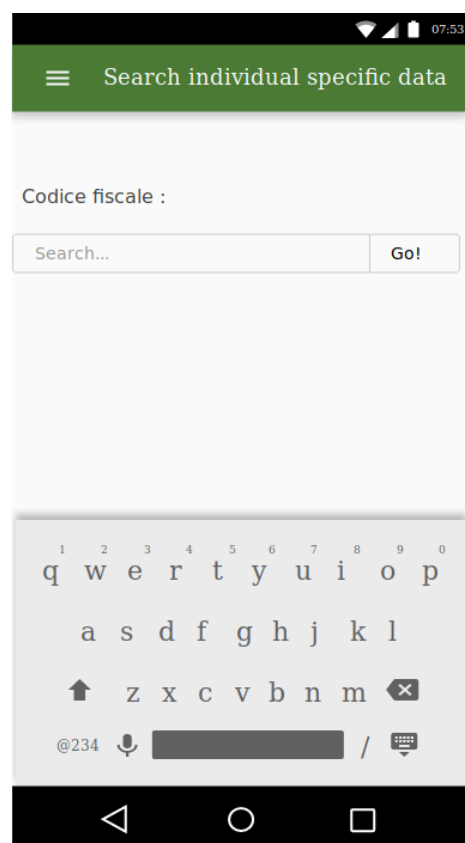 07:53
Search individual specific data
Codice fiscale :
Search...
Go!
1 2 3 4 5 6 7 8 9 0
q w e r t y u i o p
a s d f g h j k l
z x c v b n m
@234 /